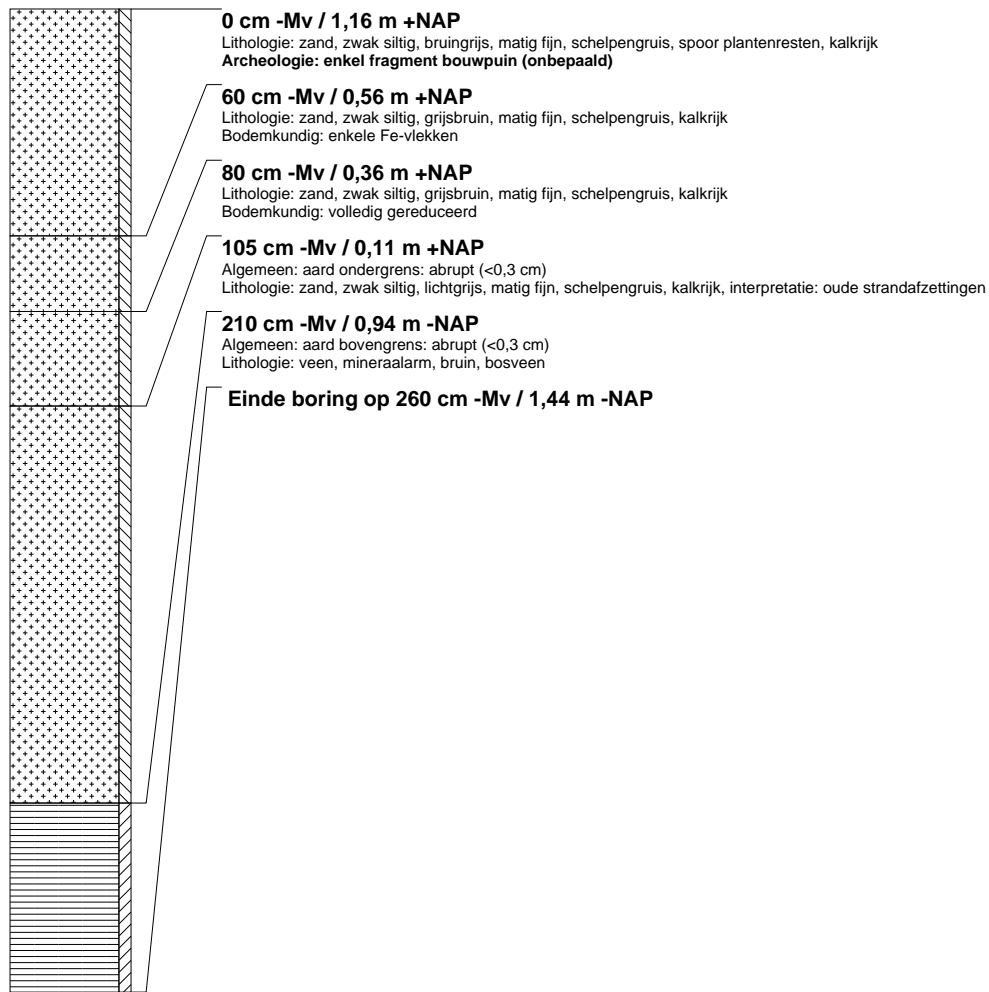 0 cm -Mv / 1,16 m +NAP
Lithologie: zand, zwak siltig, bruingrijs, matig fijn, schelpengruis, spoor plantenresten, kalkrijk
Archeologie: enkel fragment bouwpuin (onbepaald)
60 cm -Mv / 0,56 m +NAP
Lithologie: zand, zwak siltig, grijsbruin, matig fijn, schelpengruis, kalkrijk
Bodemkundig: enkele Fe-vlekken
80 cm -Mv / 0,36 m +NAP
Lithologie: zand, zwak siltig, grijsbruin, matig fijn, schelpengruis, kalkrijk
Bodemkundig: volledig gereduceerd
105 cm -Mv / 0,11 m +NAP
Algemeen: aard ondergrens: abrupt (<0,3 cm)
Lithologie: zand, zwak siltig, lichtgrijs, matig fijn, schelpengruis, kalkrijk, interpretatie: oude strandafzettingen
210 cm -Mv / 0,94 m -NAP
Algemeen: aard bovengrens: abrupt (<0,3 cm)
Lithologie: veen, mineraalarm, bruin, bosveen
Einde boring op 260 cm -Mv / 1,44 m -NAP